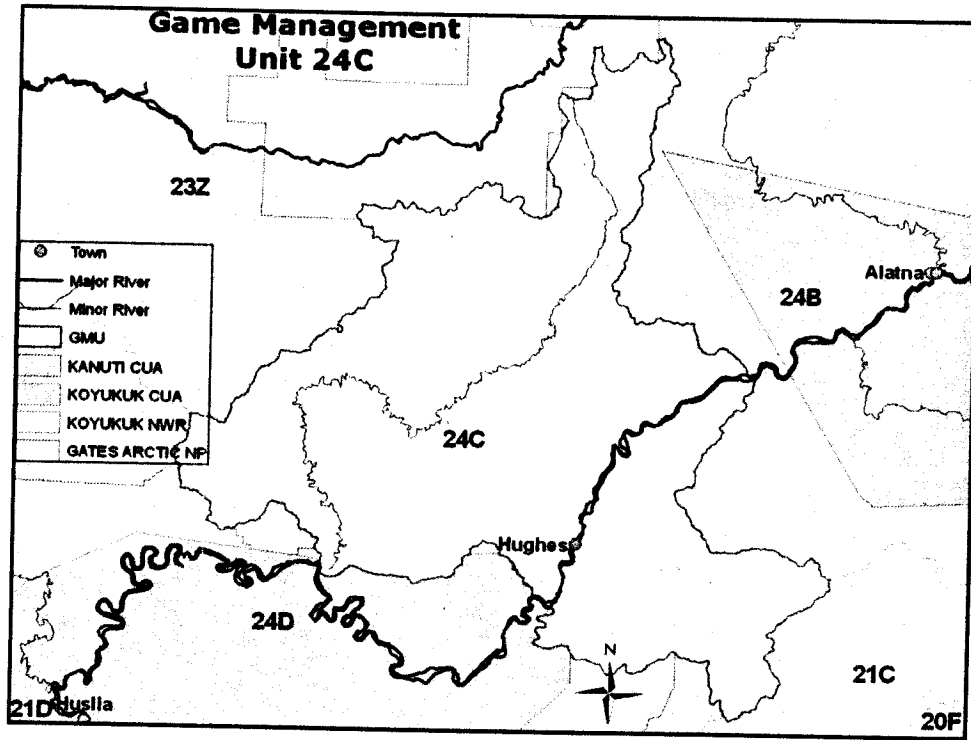 Game Management
Unit 24C
23Z
Town
Major River
Minor River
GMU
KANUTI CUA
KOYUKUK CUA
KOYUKUK NWR
GATES ARCTIC NP
Alatna
24B
24C
Hughes
24D
N
21C
21D
Huslia
20F